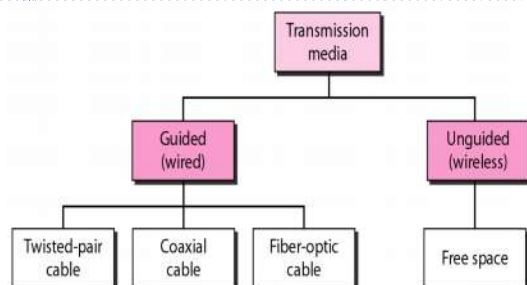 Transmission
media
Guided
(wired)
Unguided
(wireless)
Twisted-pair
cable
Coaxial
cable
Fiber-optic
cable
Free space